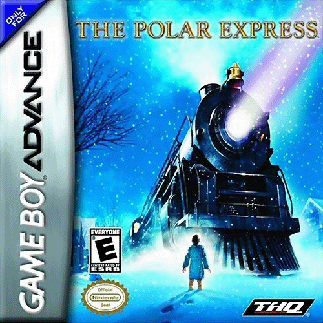 ONLY
FOR
GAME BOY ADVANCE
THE POLAR EXPRESS
EVERYONE
E
ESRB
Official
Nintendo
Seal
THQ